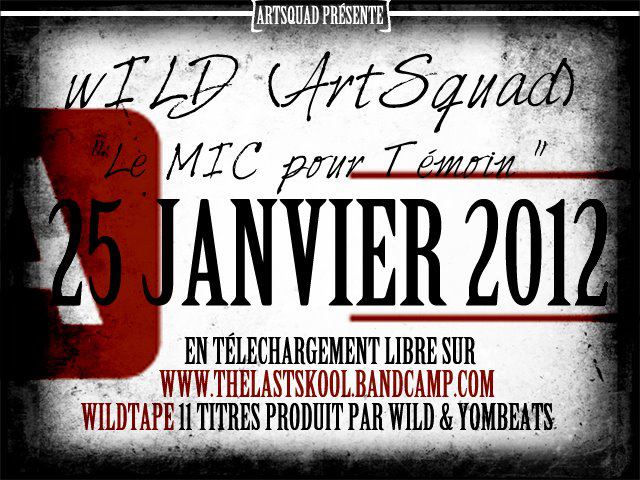 [ARTSQUAD PRÉSENTE]
wILD (ArtSquad)
"Le MIC pour Témoin"
25 JANVIER 2012
EN TÉLECHARGEMENT LIBRE SUR
WWW.THELASTSKOOL.BANDCAMP.COM
WILDTAPE 11 TITRES PRODUIT PAR WILD & YOMBEATS